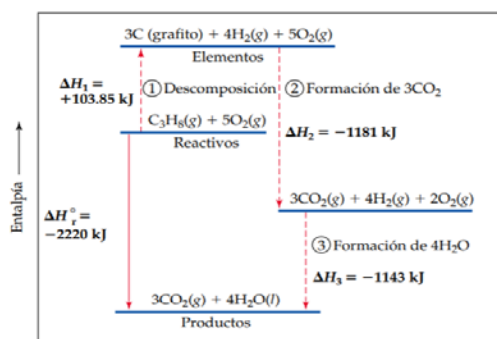 3C (grafito) + 4H₂(g) + 5O₂(g)
Elementos
ΔH₁ =
+103.85 kJ
① Descomposición
② Formación de 3CO₂
C₃H₈(g) + 5O₂(g)
Reactivos
ΔH₂ = −1181 kJ
Entalpía
ΔH°ᵣ =
−2220 kJ
3CO₂(g) + 4H₂(g) + 2O₂(g)
③ Formación de 4H₂O
ΔH₃ = −1143 kJ
3CO₂(g) + 4H₂O(l)
Productos